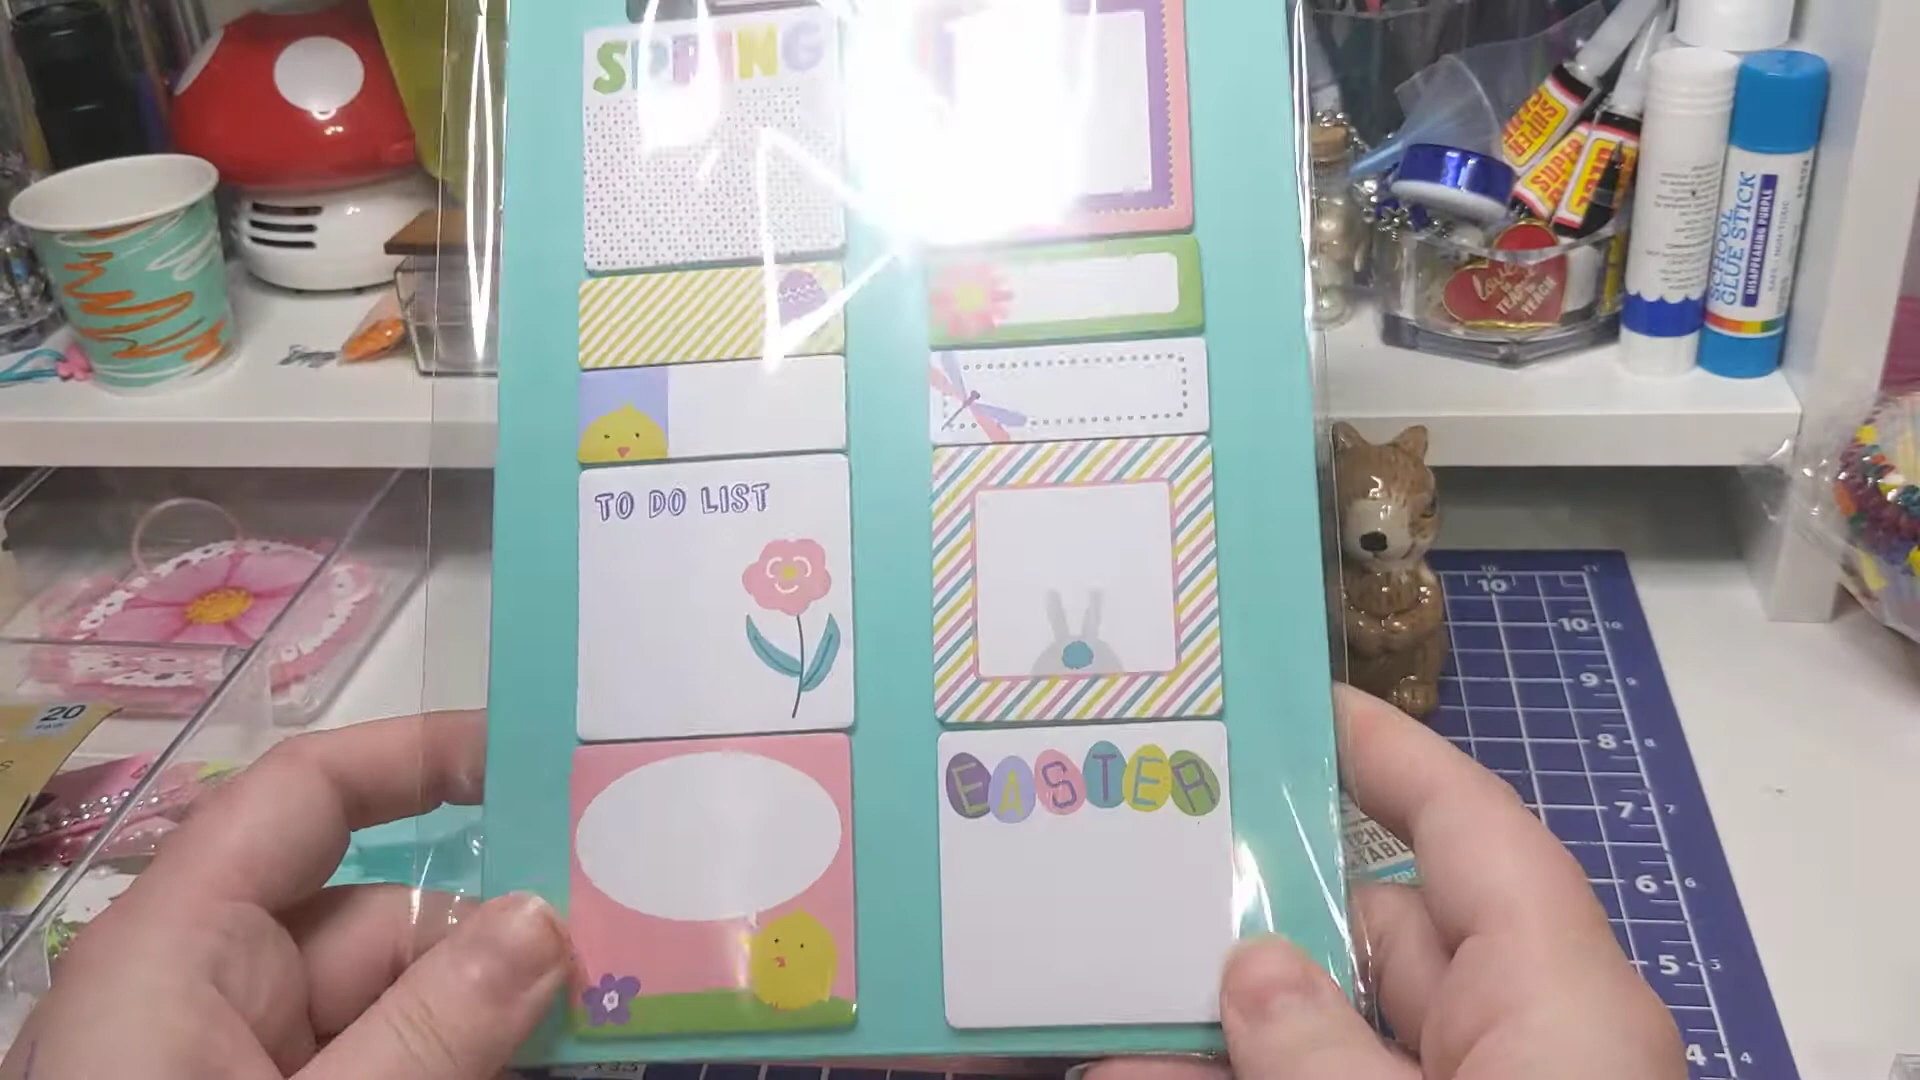 SPRING
TO DO LIST
EASTER
SUPER
SUPER
SCHOOL
GLUE STICK
DISAPPEARING PURPLE
20
10
10
9
8
7
6
5
4